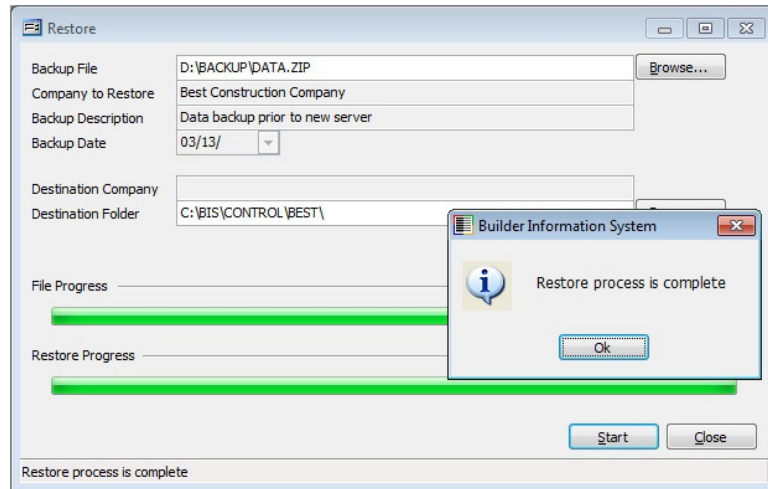 Restore
Backup File D:\BACKUP\DATA.ZIP Browse...
Company to Restore Best Construction Company
Backup Description Data backup prior to new server
Backup Date 03/13/
Destination Company
Destination Folder C:\BIS\CONTROL\BEST\
Builder Information System
Restore process is complete
Ok
File Progress
Restore Progress
Start Close
Restore process is complete